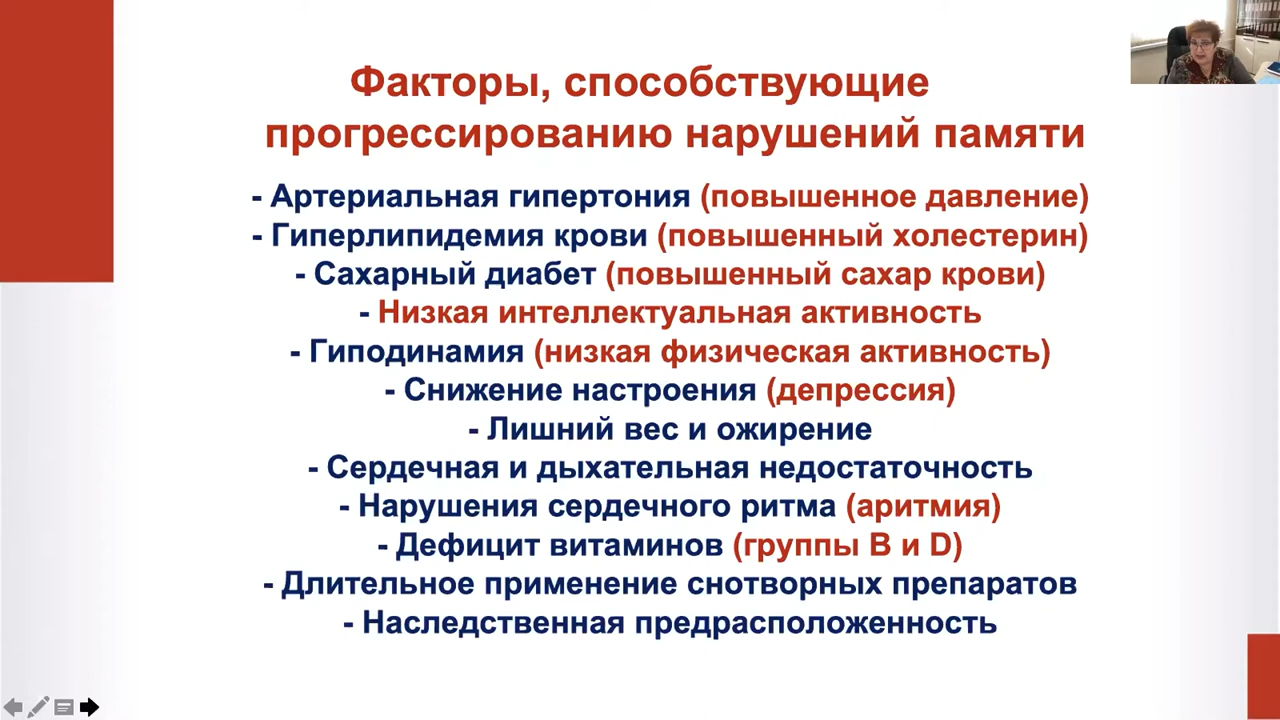 Факторы, способствующие
прогрессированию нарушений памяти
- Артериальная гипертония (повышенное давление)
- Гиперлипидемия крови (повышенный холестерин)
- Сахарный диабет (повышенный сахар крови)
- Низкая интеллектуальная активность
- Гиподинамия (низкая физическая активность)
- Снижение настроения (депрессия)
- Лишний вес и ожирение
- Сердечная и дыхательная недостаточность
- Нарушения сердечного ритма (аритмия)
- Дефицит витаминов (группы В и D)
- Длительное применение снотворных препаратов
- Наследственная предрасположенность